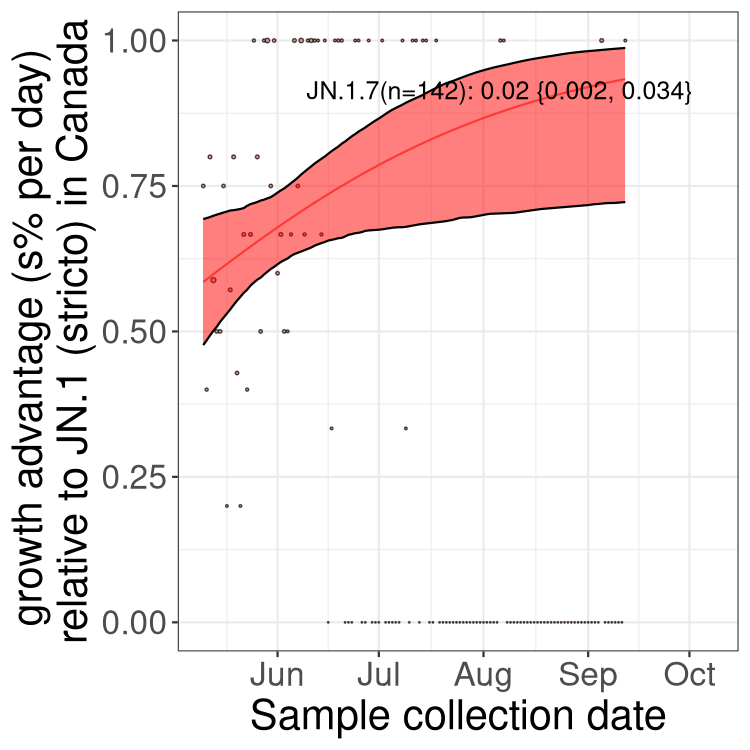 growth advantage (s% per day)
relative to JN.1 (stricto) in Canada
1.00
0.75
0.50
0.25
0.00
JN.1.7(n=142): 0.02 {0.002, 0.034}
Jun Jul Aug Sep Oct
Sample collection date